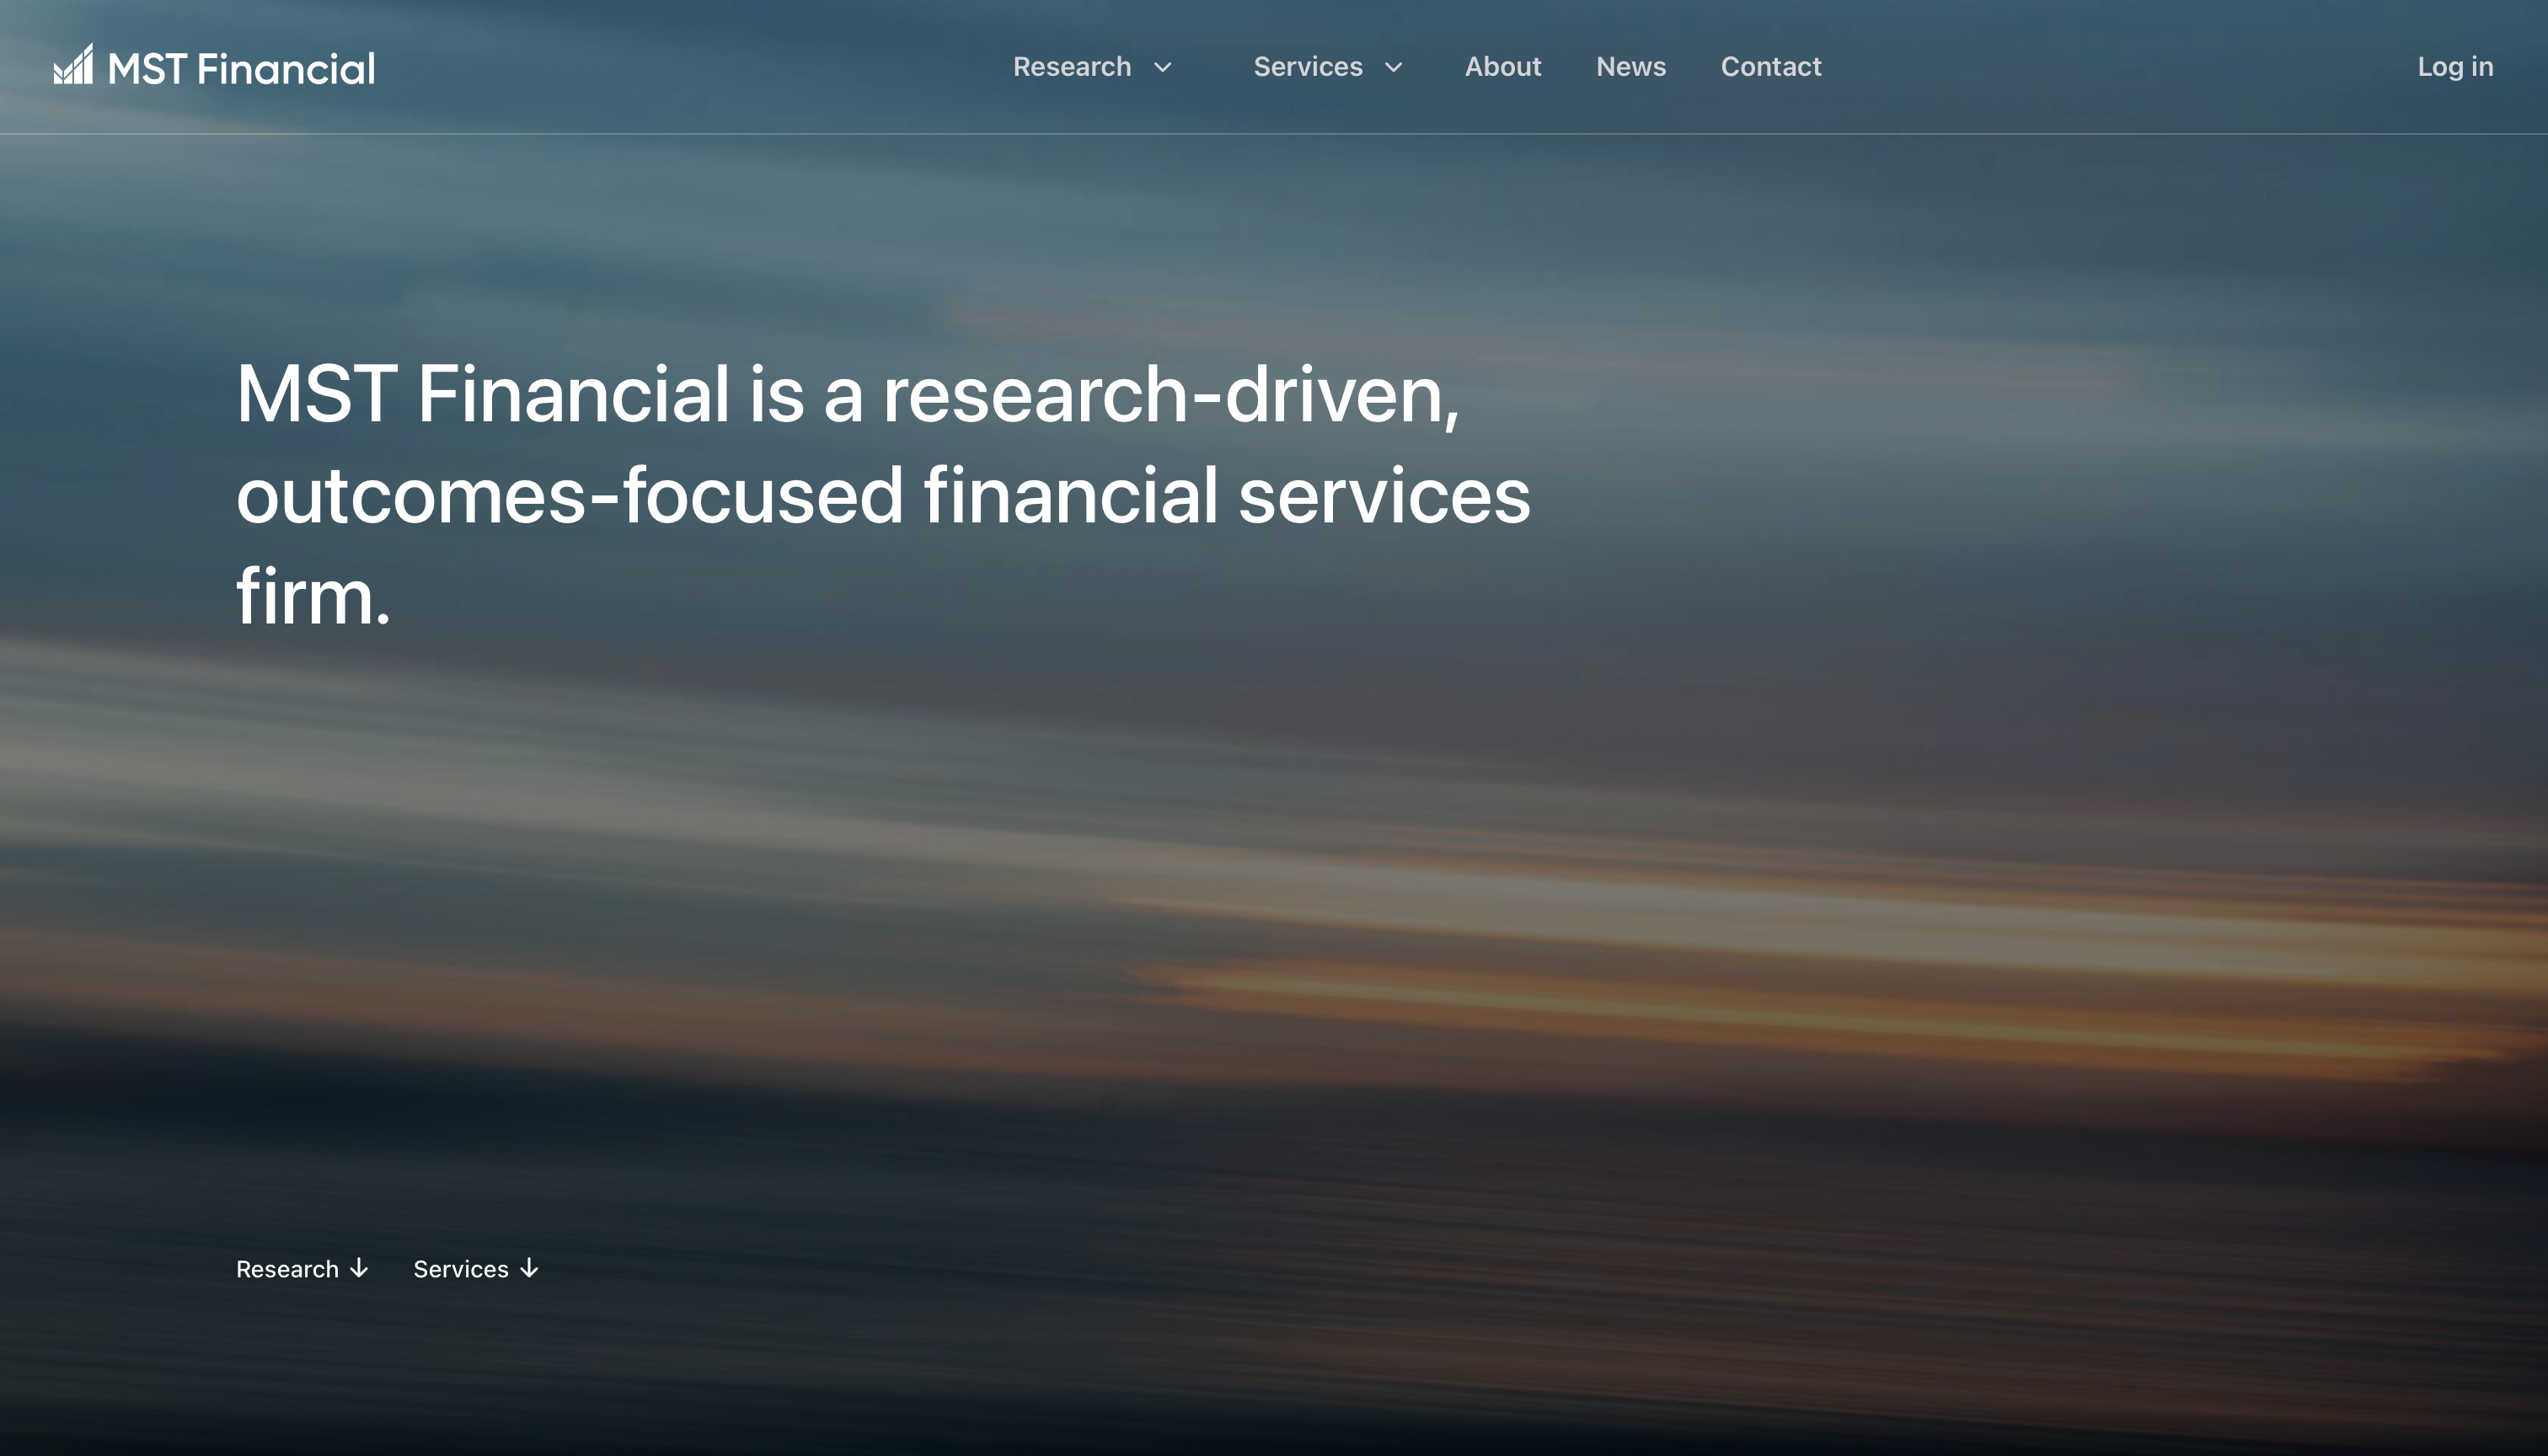 MST Financial
Research
Services
About
News
Contact
Log in
MST Financial is a research-driven,
outcomes-focused financial services
firm.
Research
Services